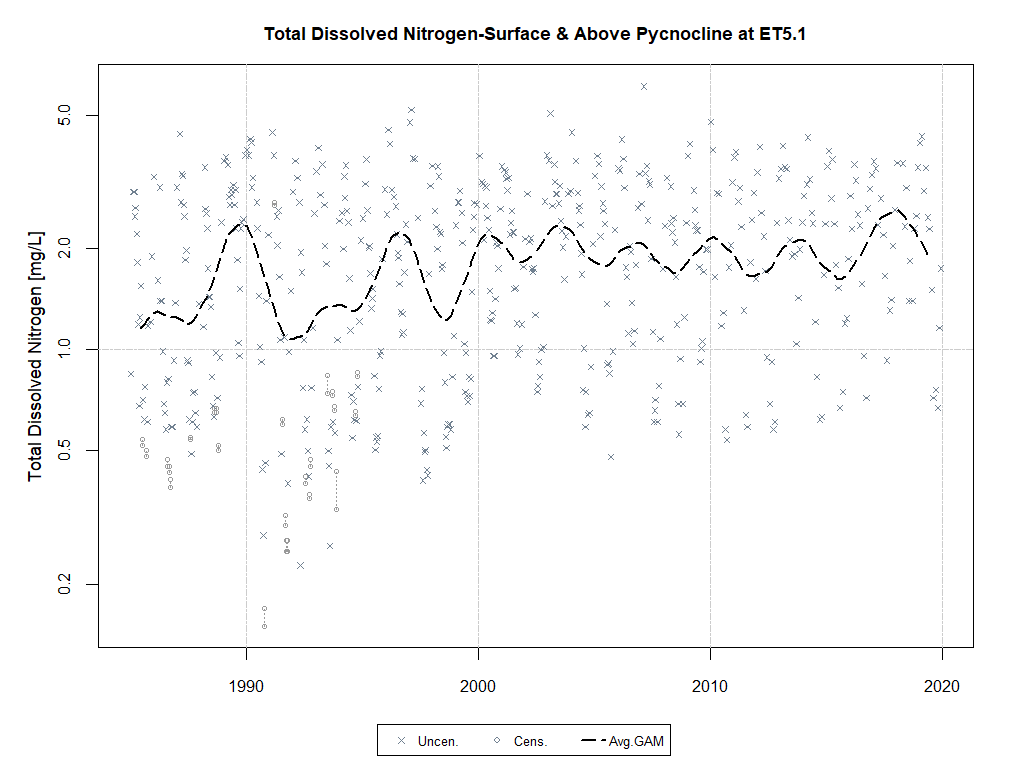 Total Dissolved Nitrogen-Surface & Above Pycnocline at ET5.1
Total Dissolved Nitrogen [mg/L]
5.0
2.0
1.0
0.5
0.2
1990 2000 2010 2020
Uncen. Cens. Avg.GAM